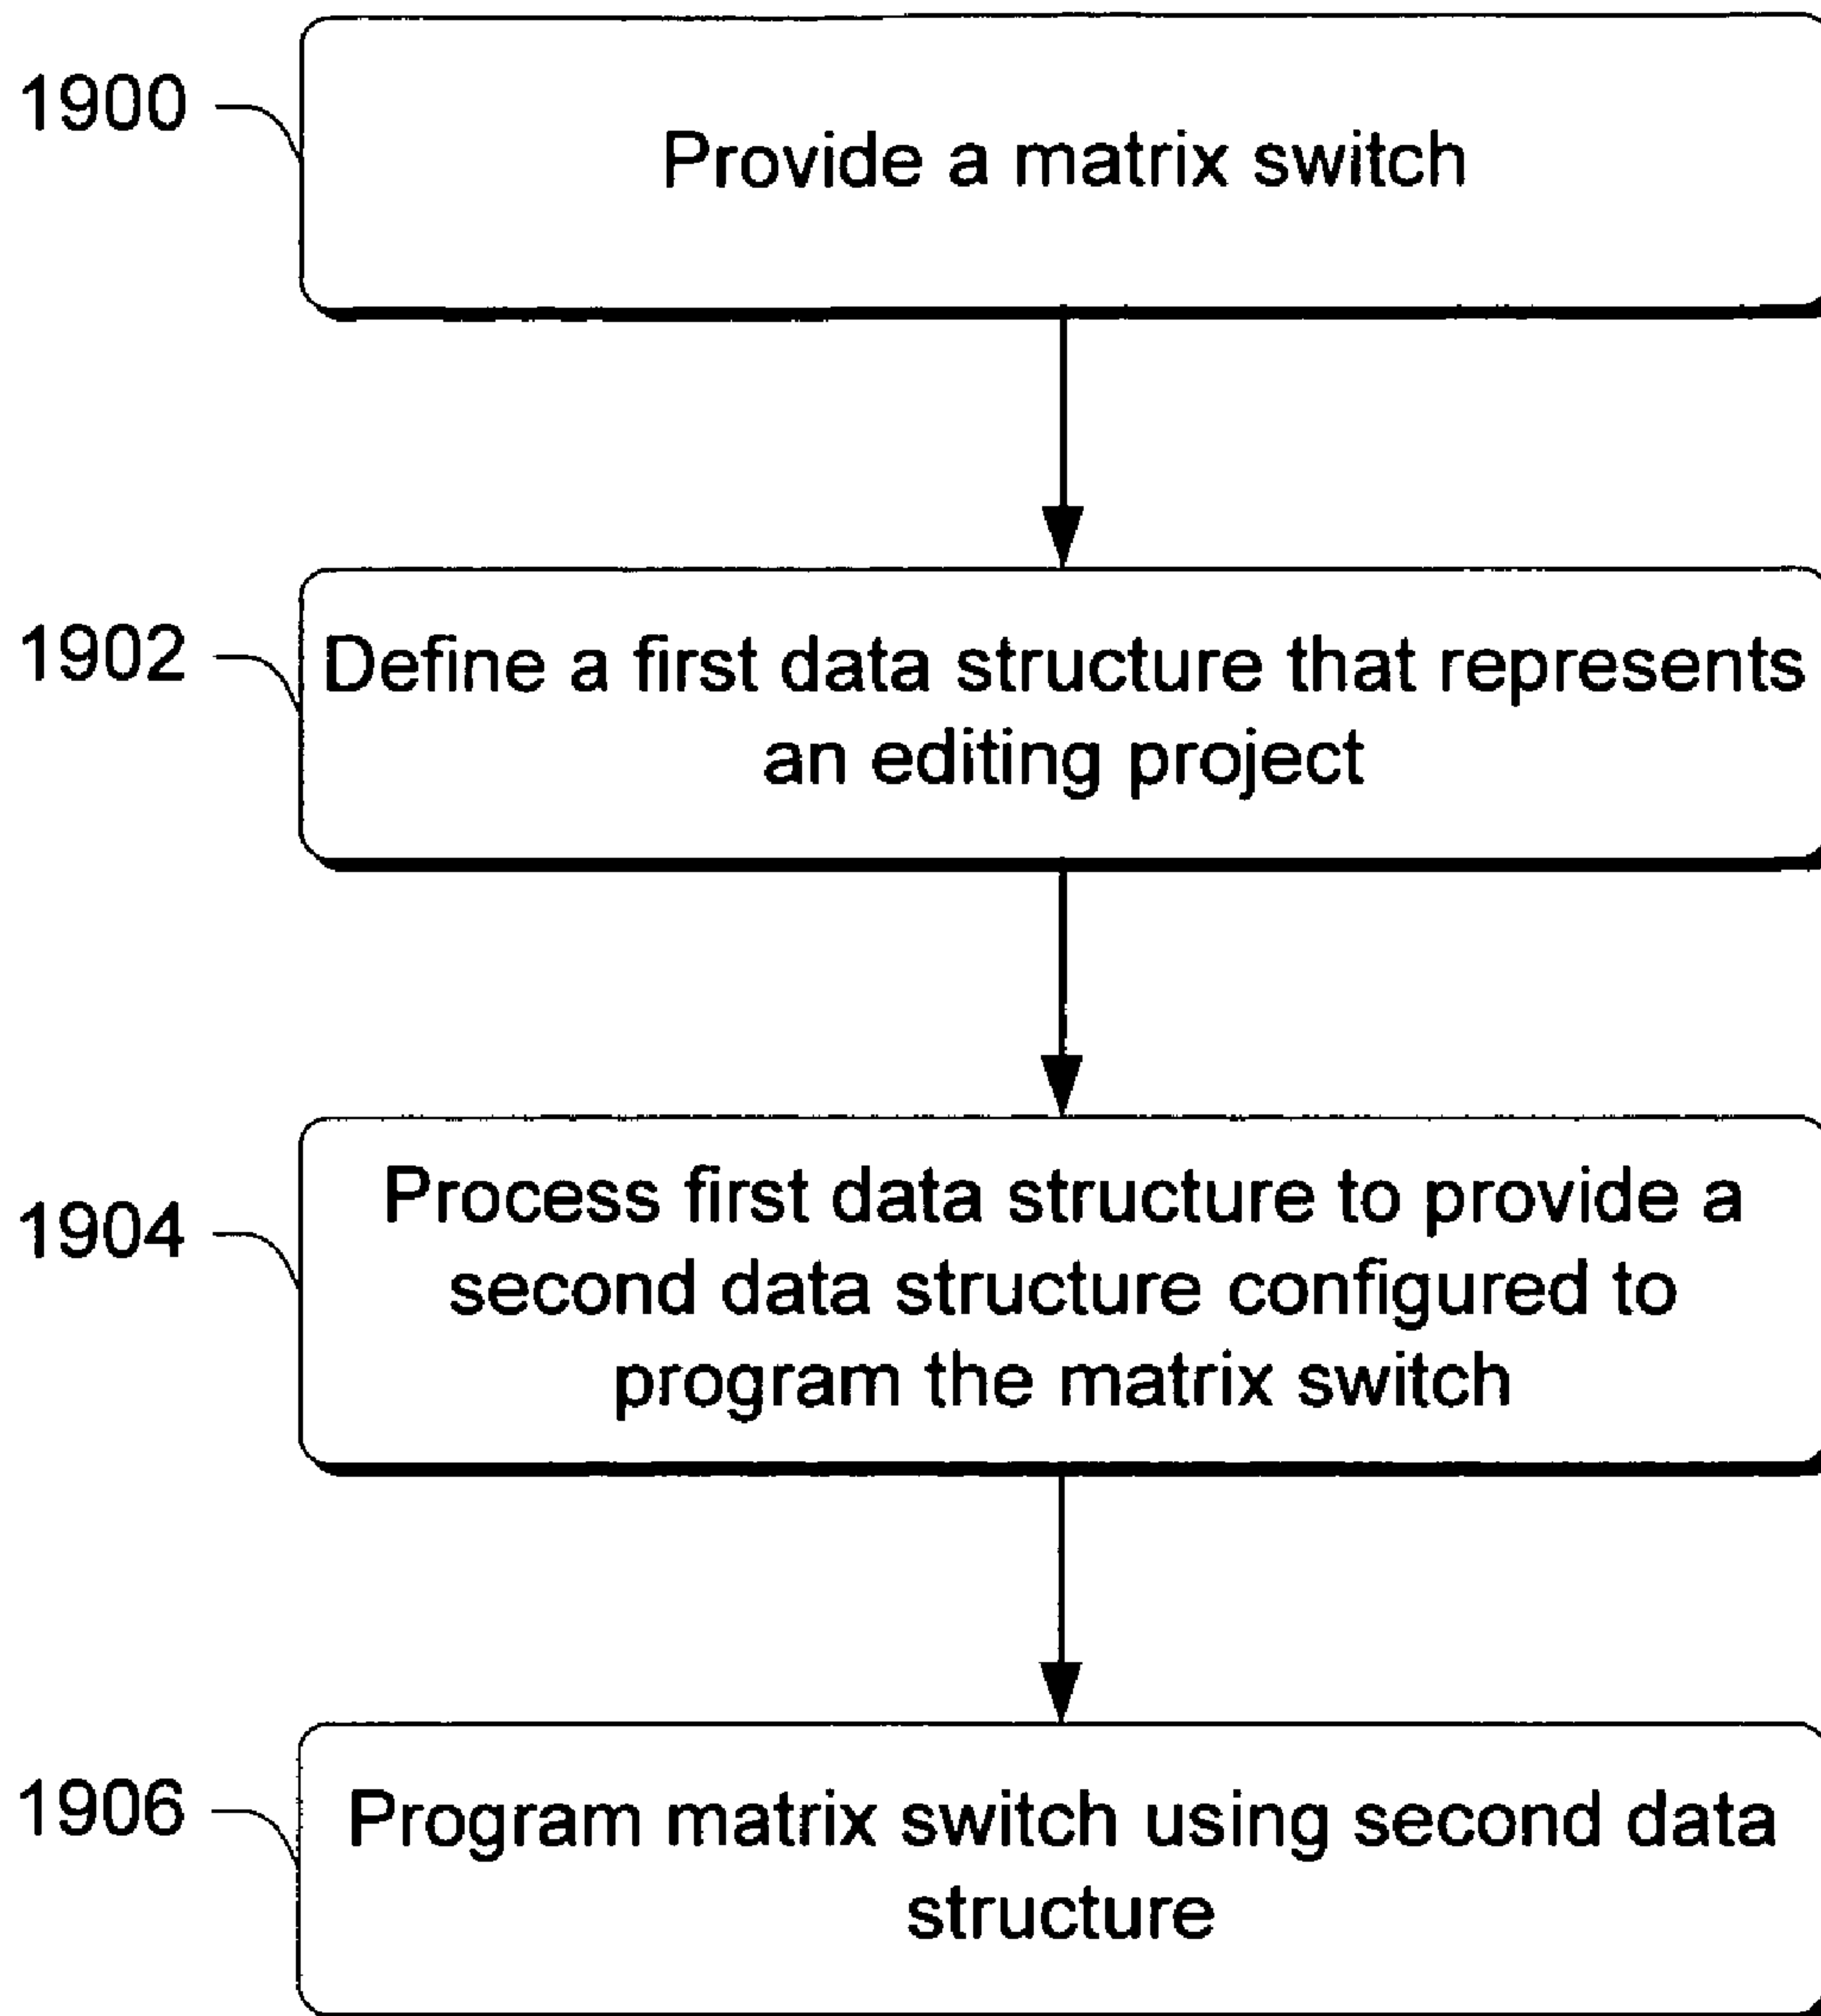 1900
Provide a matrix switch
1902
Define a first data structure that represents
an editing project
1904
Process first data structure to provide a
second data structure configured to
program the matrix switch
1906
Program matrix switch using second data
structure